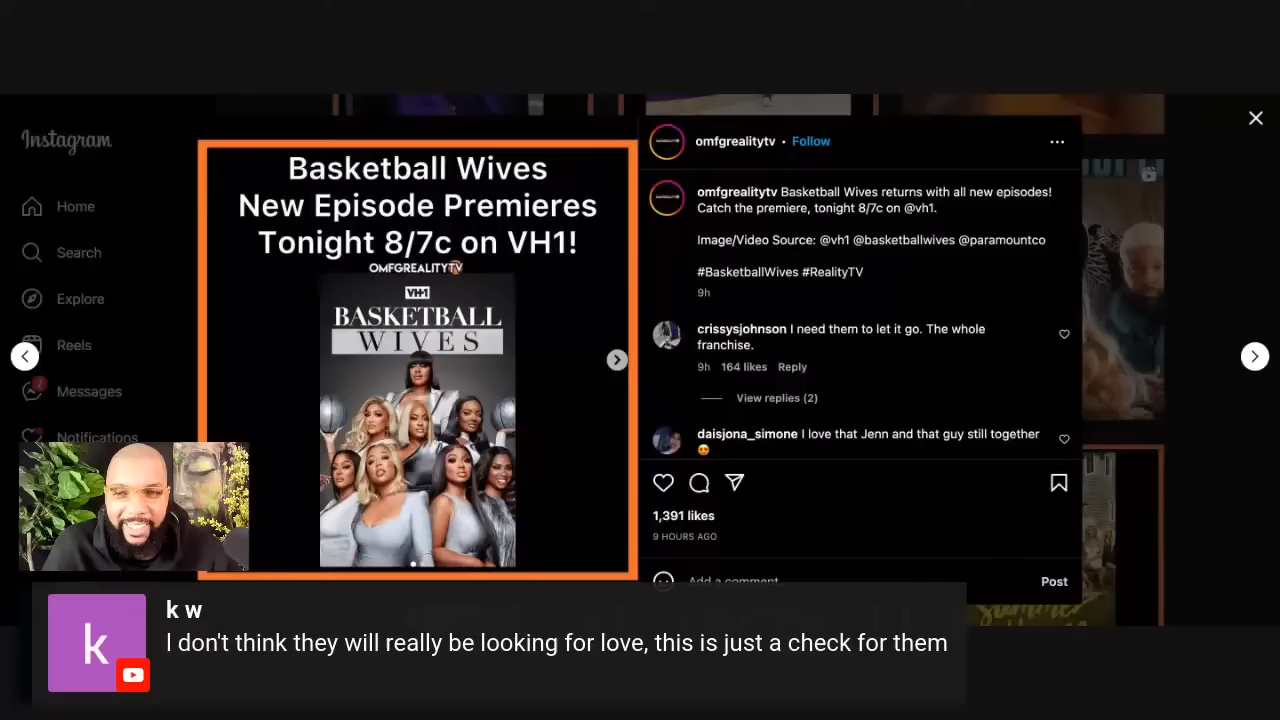 Instagram
Home
Search
Explore
Reels
Messages
Notifications
Basketball Wives
New Episode Premieres
Tonight 8/7c on VH1!
OMFGREALITYTV
VH1
BASKETBALL
WIVES
omfgrealitytv • Follow
omfgrealitytv Basketball Wives returns with all new episodes!
Catch the premiere, tonight 8/7c on @vh1.
Image/Video Source: @vh1 @basketballwives @paramountco
#BasketballWives #RealityTV
9h
crissysjohnson I need them to let it go. The whole
franchise.
9h 164 likes Reply
View replies (2)
daisjona_simone I love that Jenn and that guy still together
😍
1,391 likes
9 HOURS AGO
Add a comment
Post
k
k w
I don't think they will really be looking for love, this is just a check for them